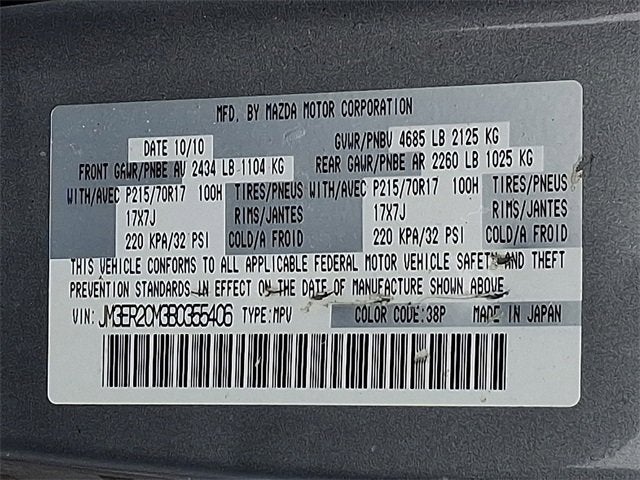 MFD. BY MAZDA MOTOR CORPORATION
DATE 10/10 GVWR/PNBV 4685 LB 2125 KG
FRONT GAWR/PNBE AV 2434 LB 1104 KG REAR GAWR/PNBE AR 2260 LB 1025 KG
WITH/AVEC P215/70R17 100H TIRES/PNEUS WITH/AVEC P215/70R17 100H TIRES/PNEUS
17X7J RIMS/JANTES 17X7J RIMS/JANTES
220 KPA/32 PSI COLD/A FROID 220 KPA/32 PSI COLD/A FROID
THIS VEHICLE CONFORMS TO ALL APPLICABLE FEDERAL MOTOR VEHICLE SAFETY AND THEFT
PREVENTION STANDARDS IN EFFECT ON THE DATE OF MANUFACTURE SHOWN ABOVE.
VIN: JM3ER2CM3B0355406 TYPE:MPV COLOR CODE:38P MADE IN JAPAN